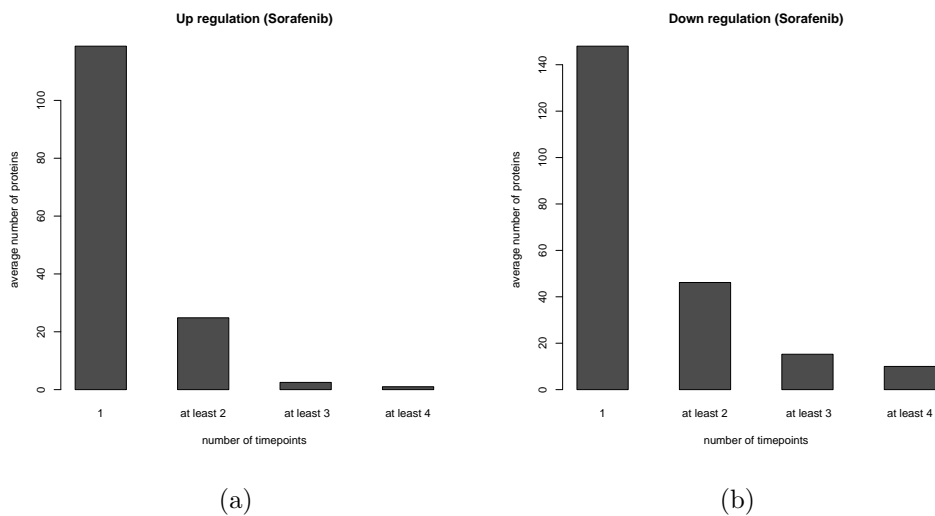 Up regulation (Sorafenib)
average number of proteins
0
20
40
60
80
100
1
at least 2
at least 3
at least 4
number of timepoints
(a)
Down regulation (Sorafenib)
average number of proteins
0
20
40
60
80
100
120
140
1
at least 2
at least 3
at least 4
number of timepoints
(b)